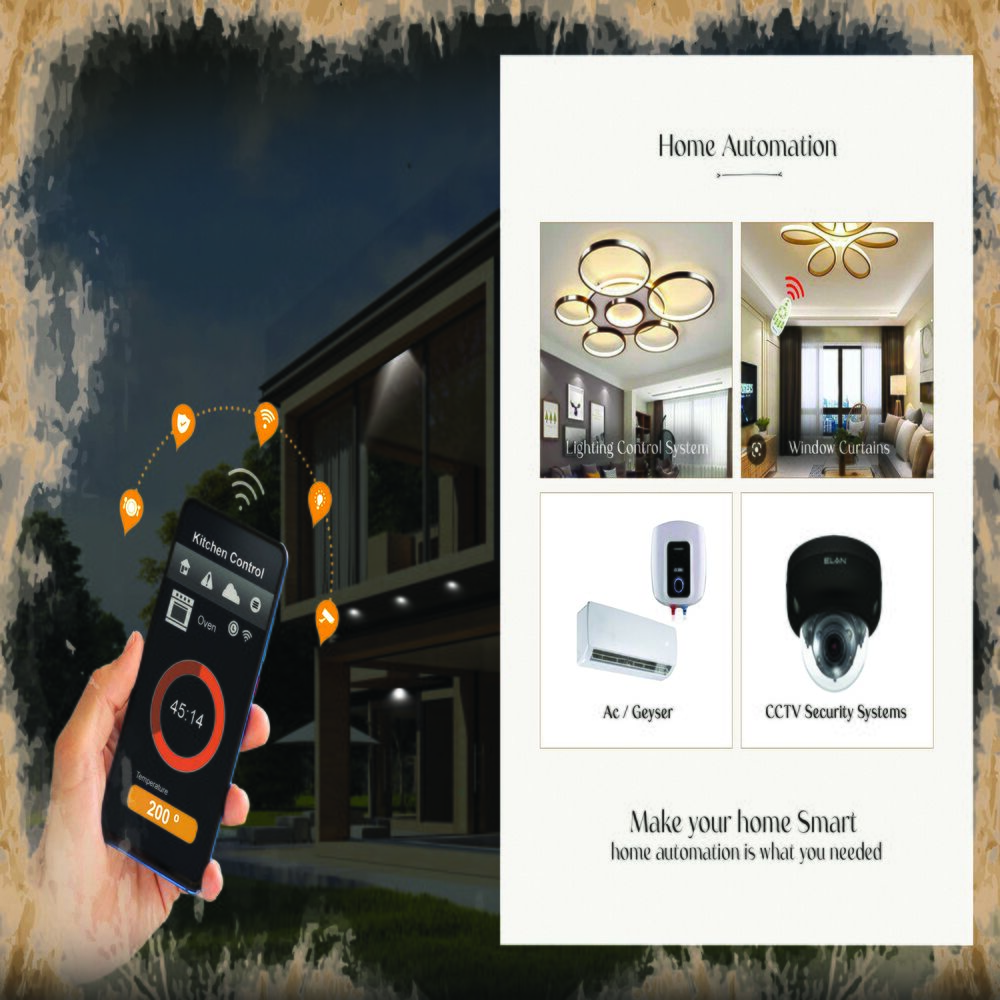 Home Automation
Lighting Control System
Window Curtains
Kitchen Control
Oven
45:14
Temperature
200 °
ELAN
Ac / Geyser
CCTV Security Systems
Make your home Smart
home automation is what you needed